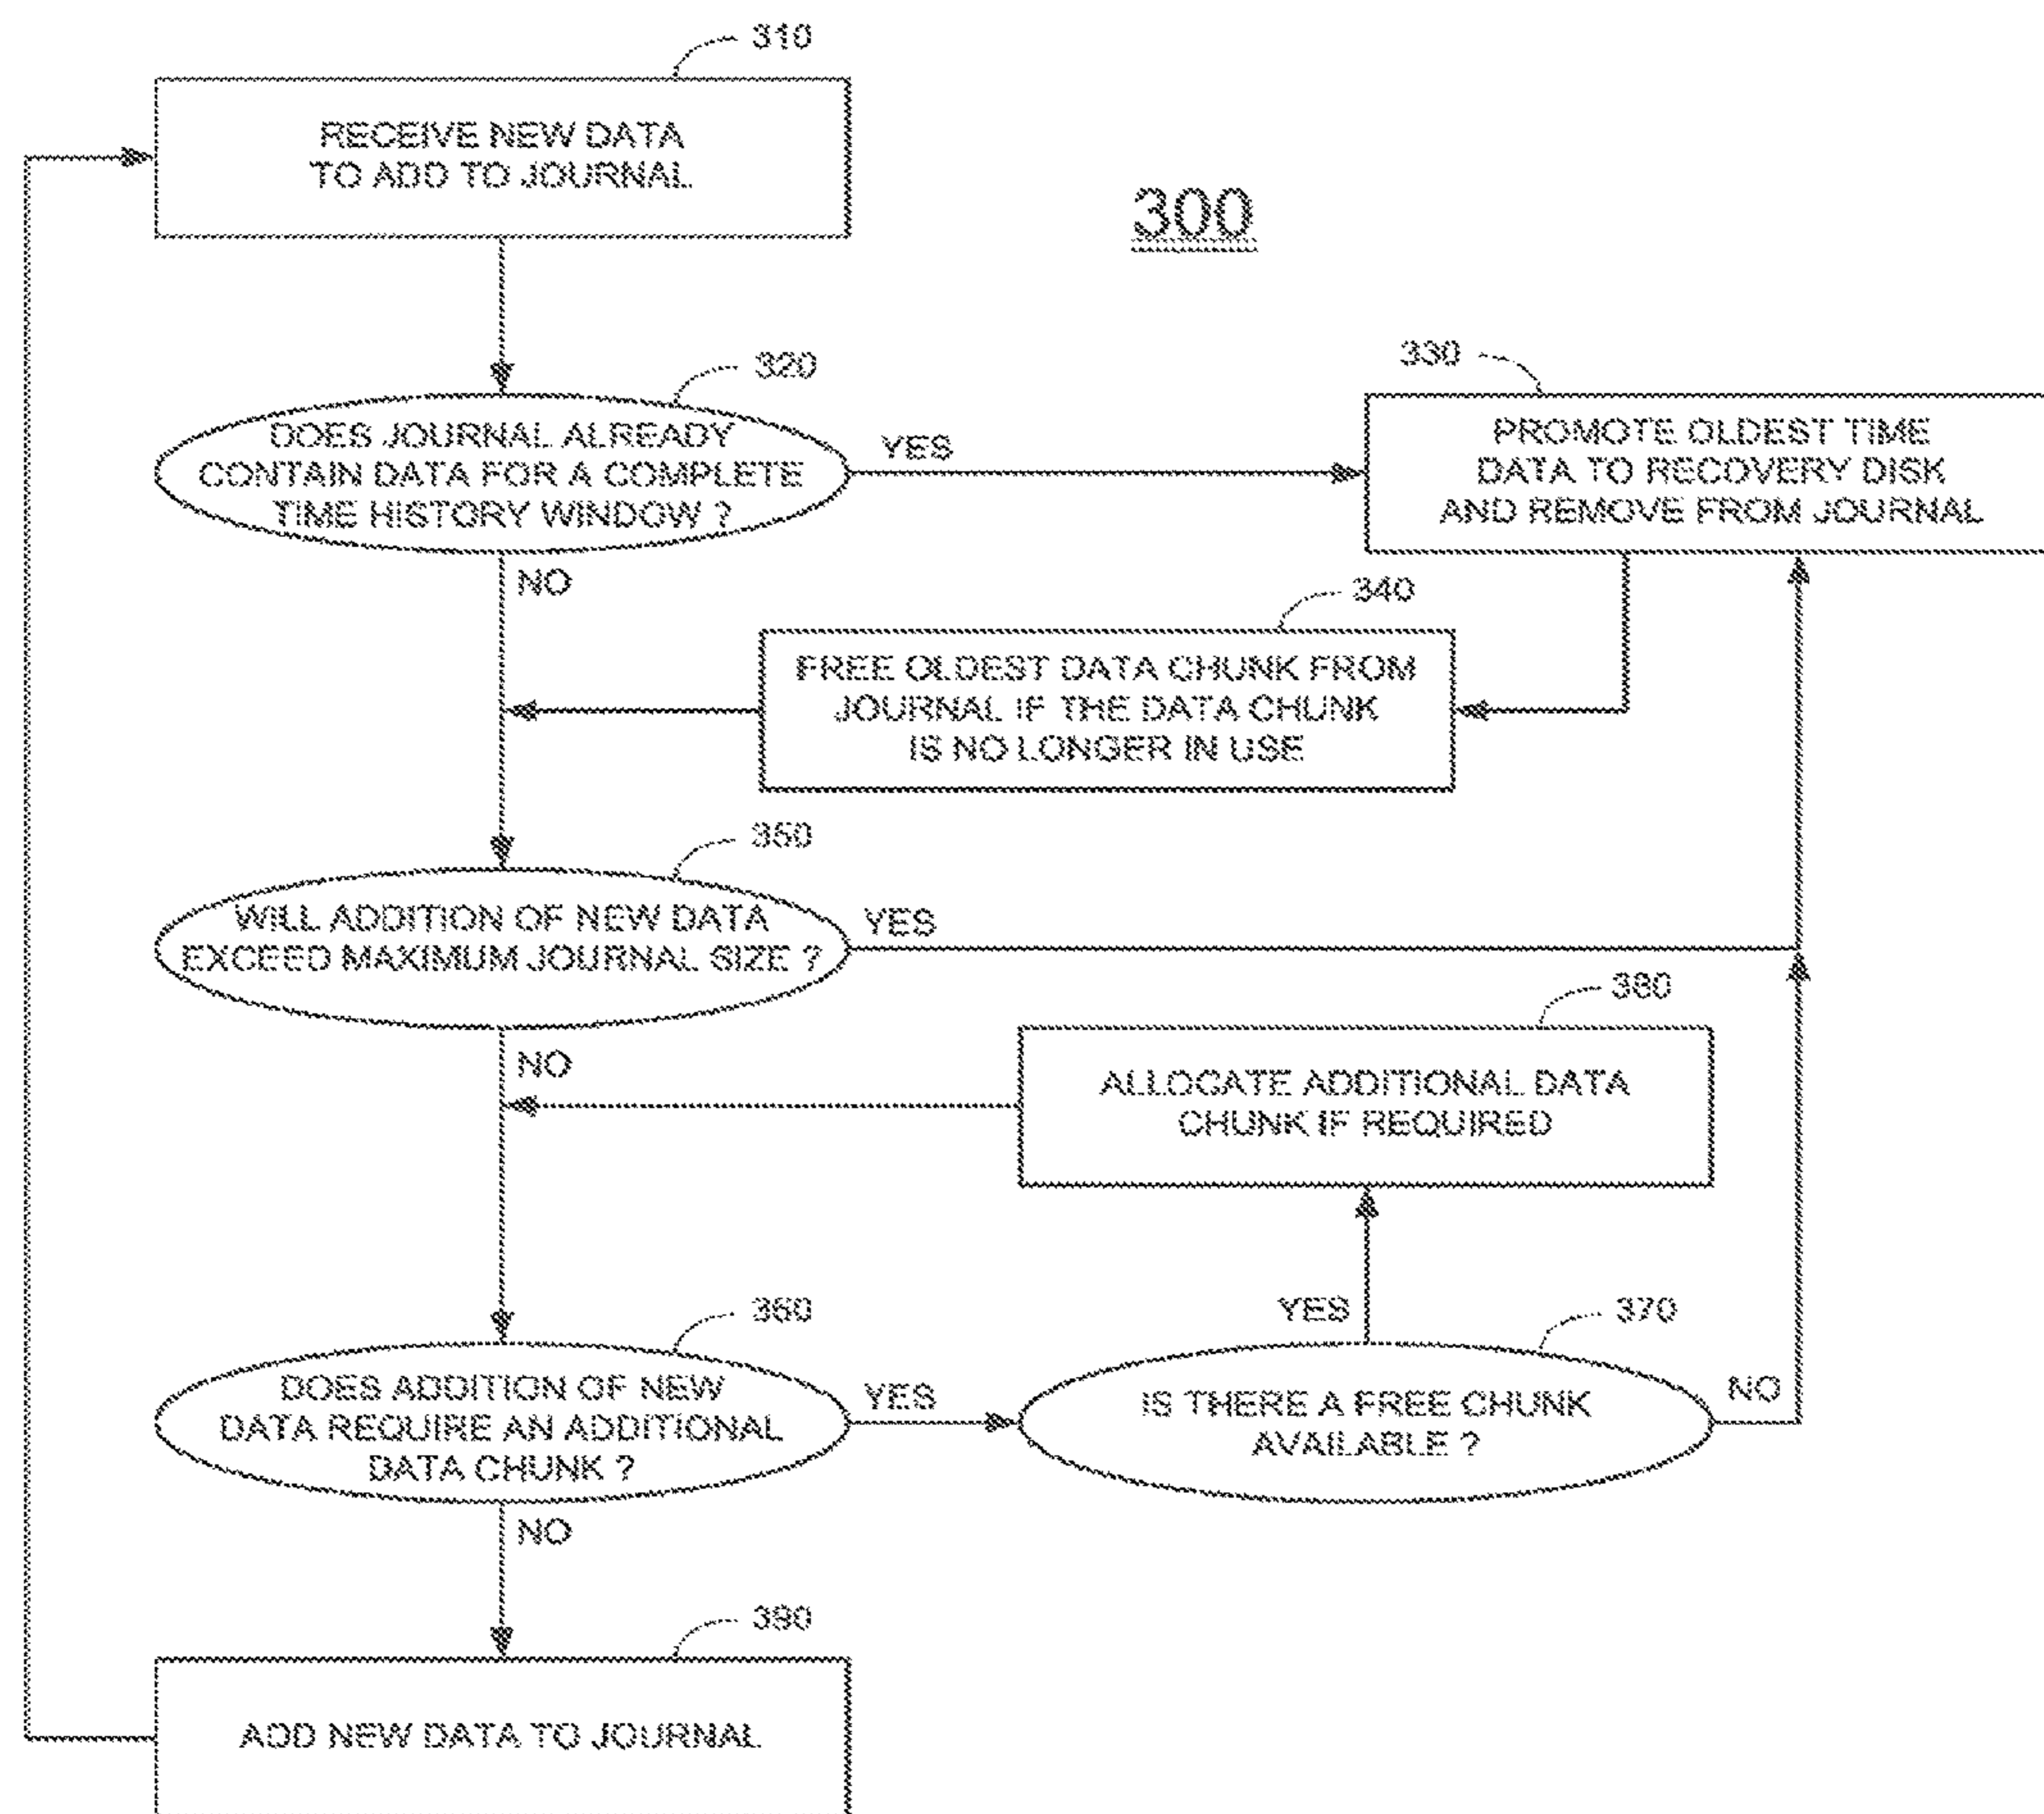 310
RECEIVE NEW DATA
TO ADD TO JOURNAL
300
320
DOES JOURNAL ALREADY
CONTAIN DATA FOR A COMPLETE
TIME HISTORY WINDOW ?
YES
NO
330
PROMOTE OLDEST TIME
DATA TO RECOVERY DISK
AND REMOVE FROM JOURNAL
340
FREE OLDEST DATA CHUNK FROM
JOURNAL IF THE DATA CHUNK
IS NO LONGER IN USE
350
WILL ADDITION OF NEW DATA
EXCEED MAXIMUM JOURNAL SIZE ?
YES
NO
380
ALLOCATE ADDITIONAL DATA
CHUNK IF REQUIRED
360
DOES ADDITION OF NEW
DATA REQUIRE AN ADDITIONAL
DATA CHUNK ?
YES
NO
YES
370
IS THERE A FREE CHUNK
AVAILABLE ?
NO
390
ADD NEW DATA TO JOURNAL